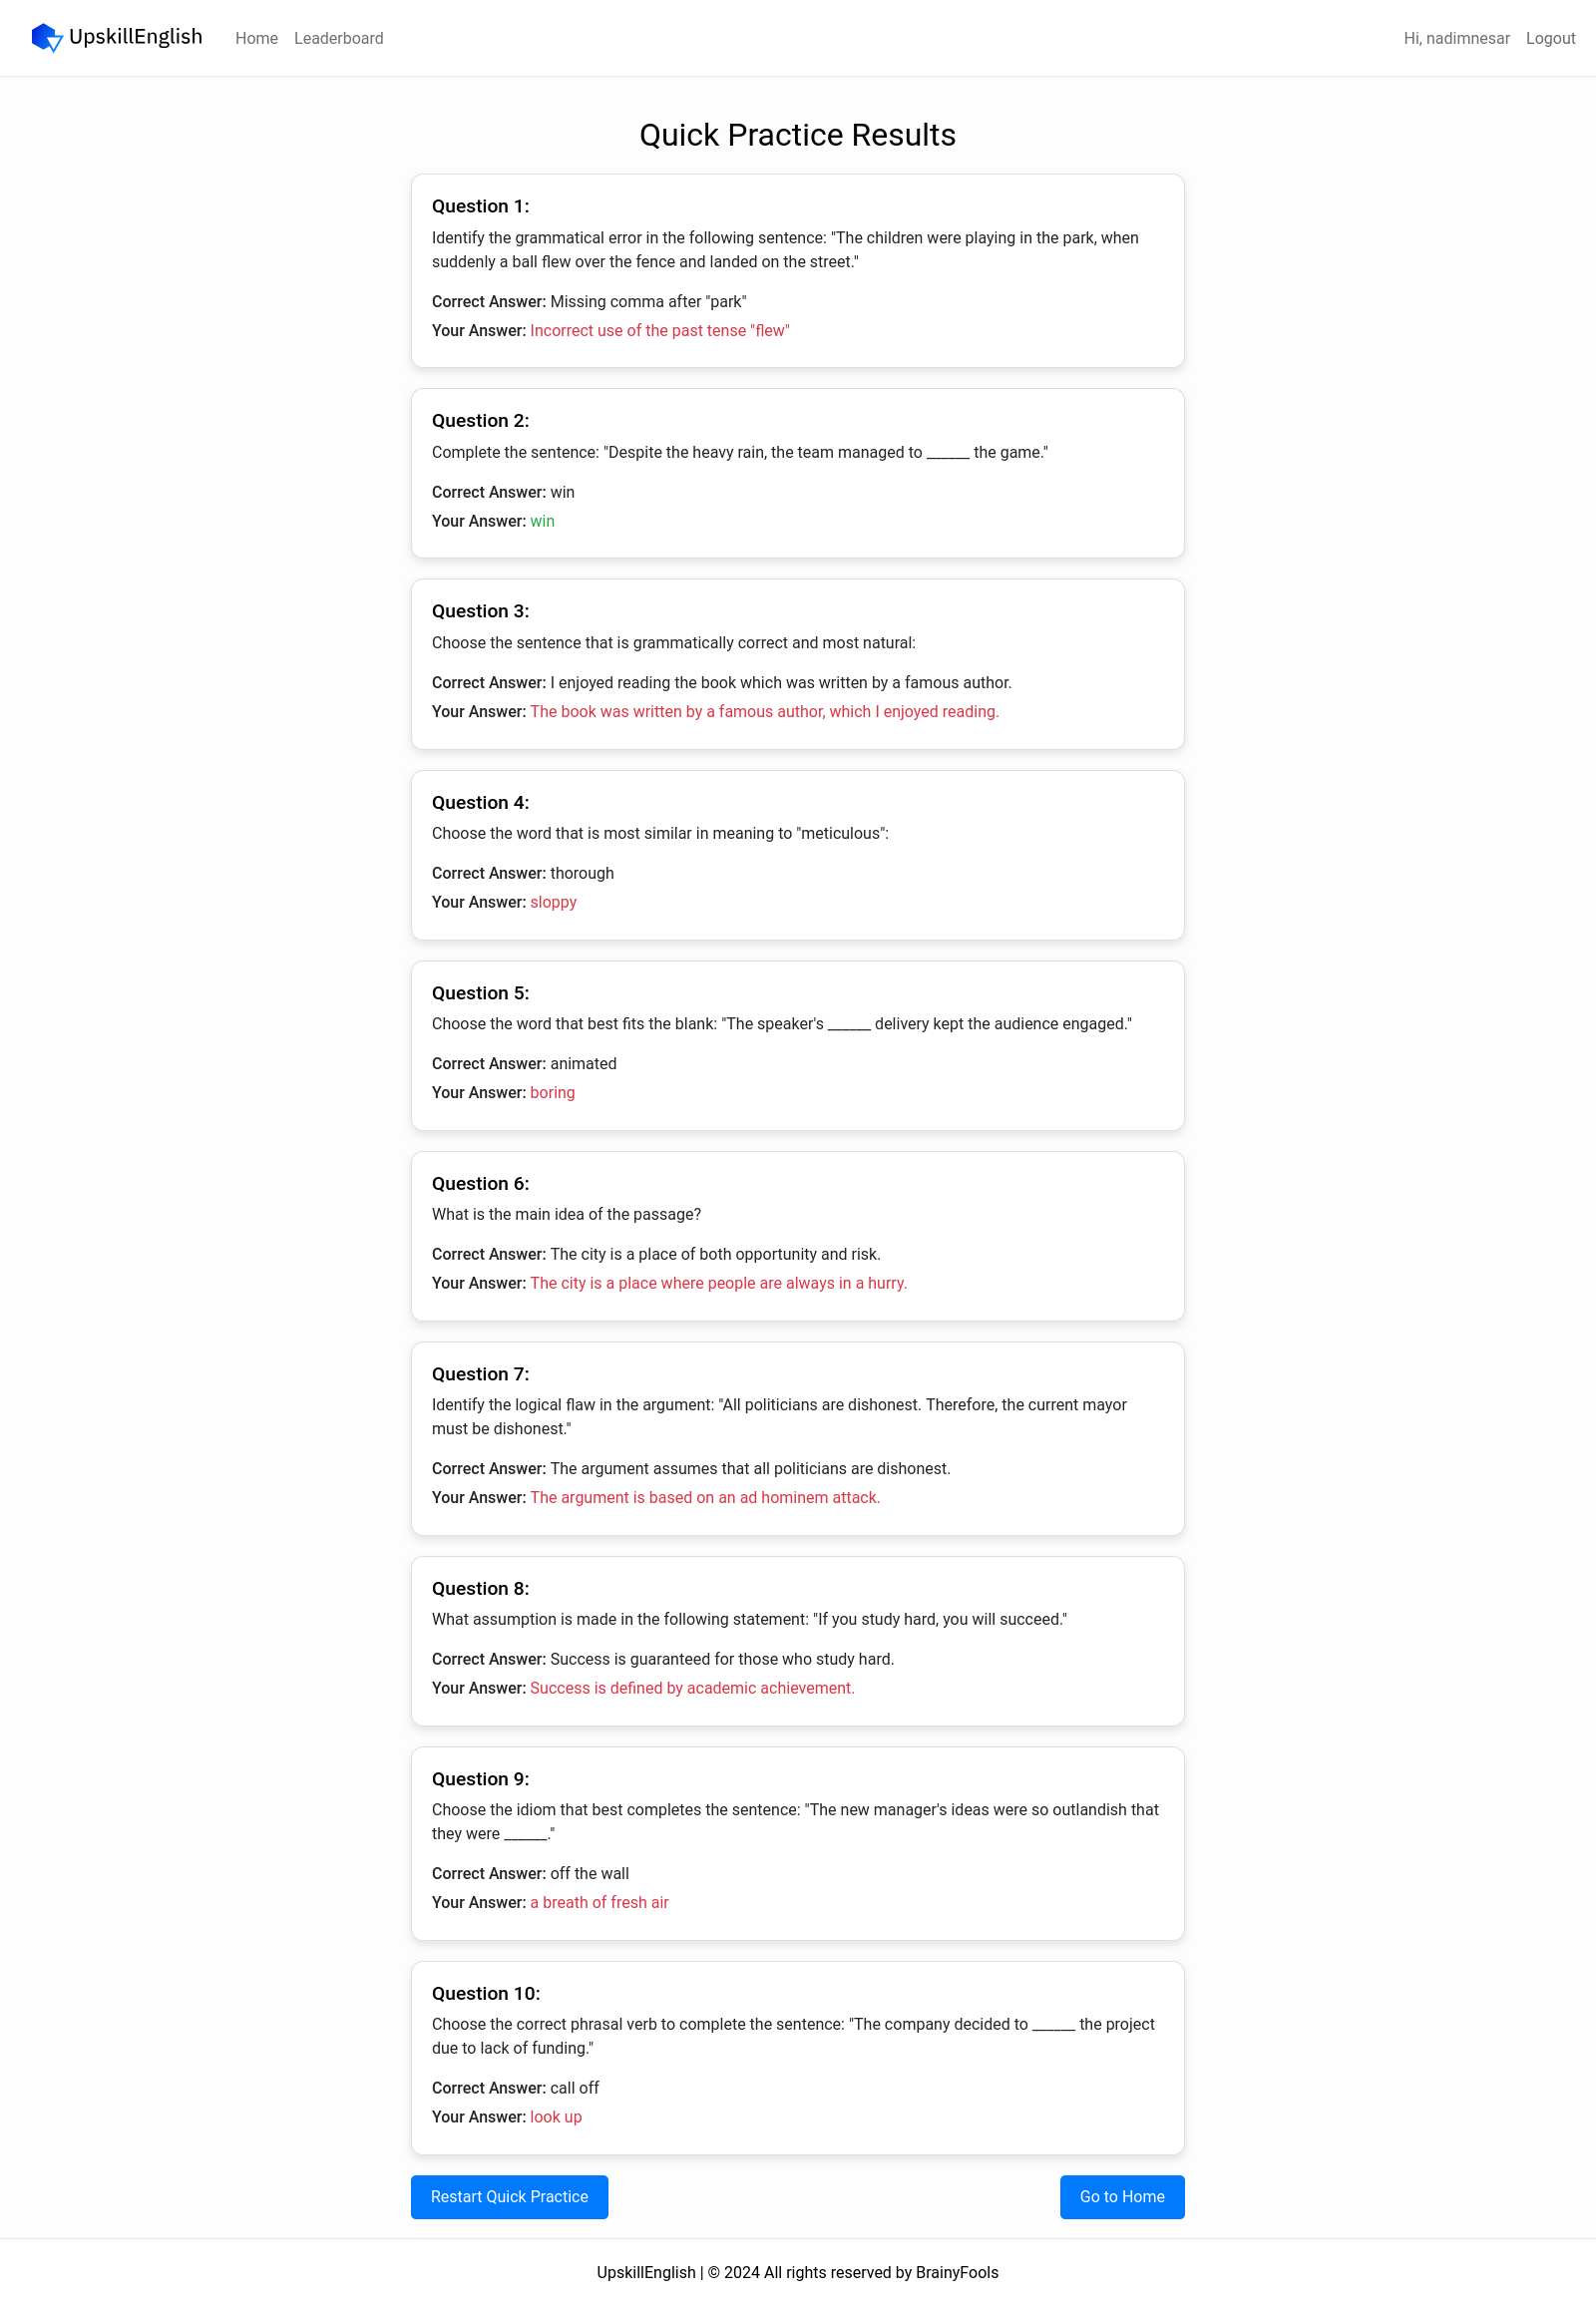 UpskillEnglish Home Leaderboard Hi, nadimnesar Logout
Quick Practice Results
Question 1:
Identify the grammatical error in the following sentence: "The children were playing in the park, when
suddenly a ball flew over the fence and landed on the street."
Correct Answer: Missing comma after "park"
Your Answer: Incorrect use of the past tense "flew"
Question 2:
Complete the sentence: "Despite the heavy rain, the team managed to ______ the game."
Correct Answer: win
Your Answer: win
Question 3:
Choose the sentence that is grammatically correct and most natural:
Correct Answer: I enjoyed reading the book which was written by a famous author.
Your Answer: The book was written by a famous author, which I enjoyed reading.
Question 4:
Choose the word that is most similar in meaning to "meticulous":
Correct Answer: thorough
Your Answer: sloppy
Question 5:
Choose the word that best fits the blank: "The speaker's ______ delivery kept the audience engaged."
Correct Answer: animated
Your Answer: boring
Question 6:
What is the main idea of the passage?
Correct Answer: The city is a place of both opportunity and risk.
Your Answer: The city is a place where people are always in a hurry.
Question 7:
Identify the logical flaw in the argument: "All politicians are dishonest. Therefore, the current mayor
must be dishonest."
Correct Answer: The argument assumes that all politicians are dishonest.
Your Answer: The argument is based on an ad hominem attack.
Question 8:
What assumption is made in the following statement: "If you study hard, you will succeed."
Correct Answer: Success is guaranteed for those who study hard.
Your Answer: Success is defined by academic achievement.
Question 9:
Choose the idiom that best completes the sentence: "The new manager's ideas were so outlandish that
they were ______."
Correct Answer: off the wall
Your Answer: a breath of fresh air
Question 10:
Choose the correct phrasal verb to complete the sentence: "The company decided to ______ the project
due to lack of funding."
Correct Answer: call off
Your Answer: look up
Restart Quick Practice Go to Home
UpskillEnglish | © 2024 All rights reserved by BrainyFools